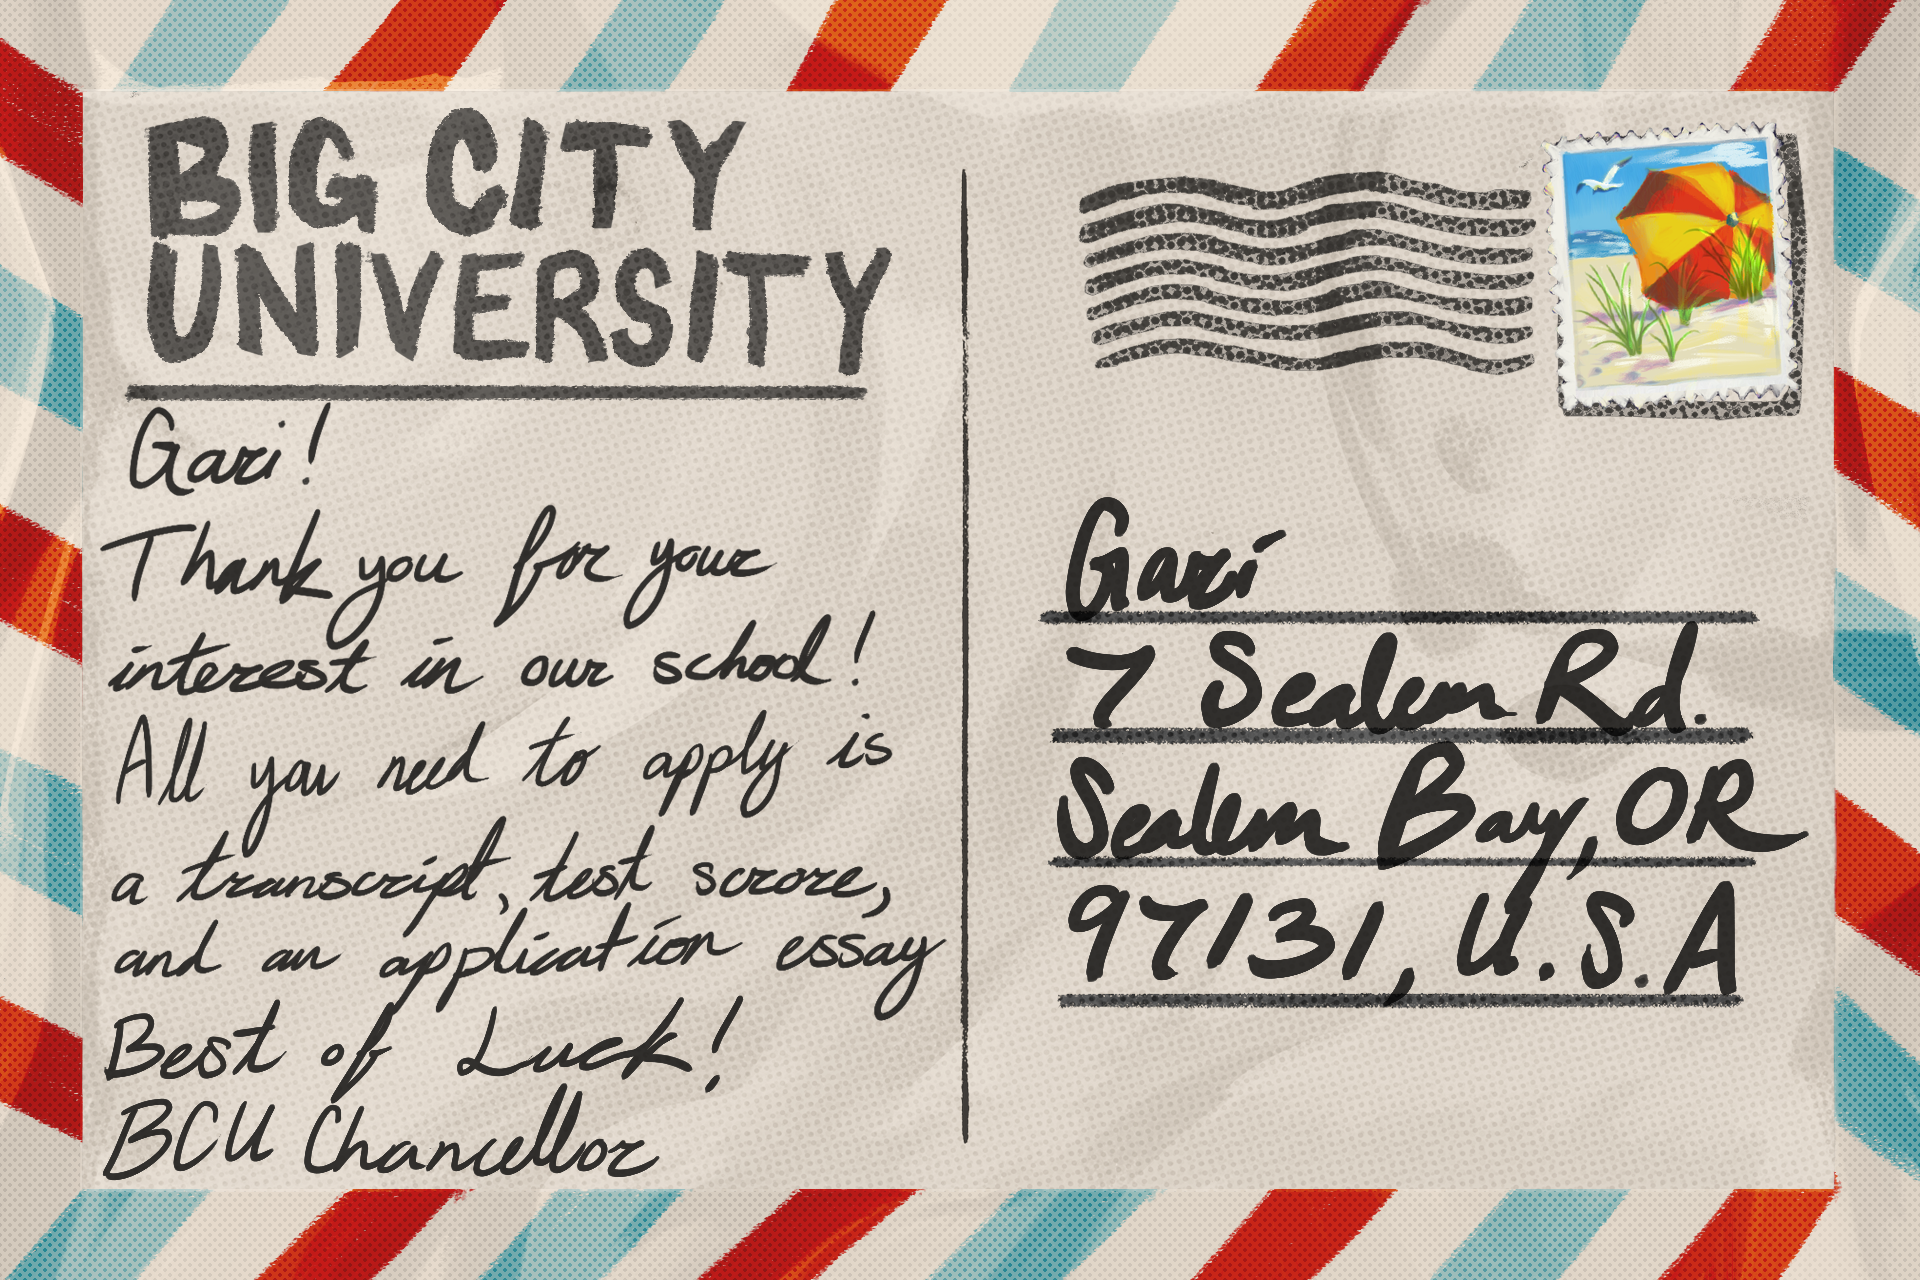 BIG CITY
UNIVERSITY
Gari!
Thank you for your
interest in our school!
All you need to apply is
a transcript, test scrore,
and an application essay
Best of Luck!
BCU Chancellor
Gari
7 Sealem Rd.
Sealem Bay, OR
97131, U.S.A